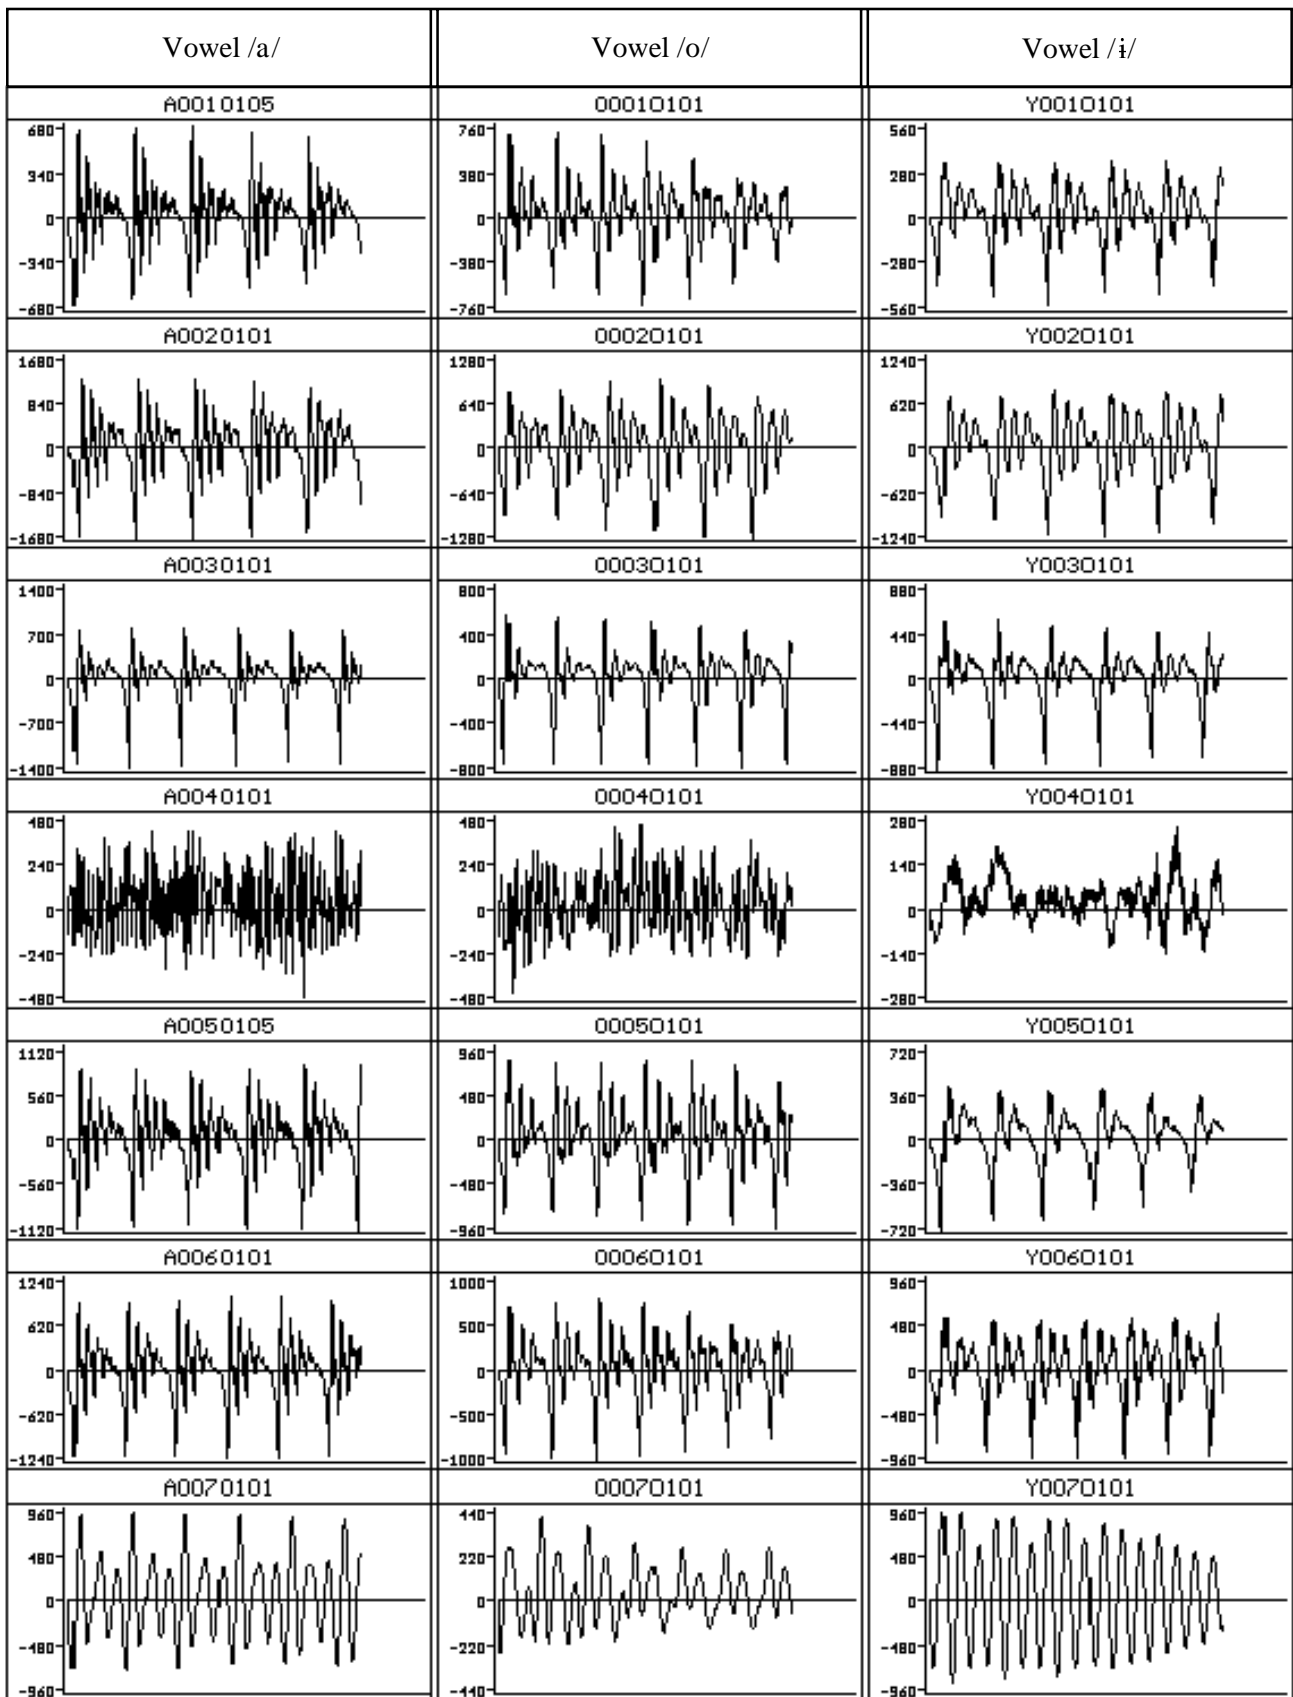 Vowel /a/ Vowel /o/ Vowel /ɨ/
A0010105 O0010101 Y0010101
680 760 560
340 380 280
0 0 0
-340 -380 -280
-680 -760 -560
A0020101 O0020101 Y0020101
1680 1280 1240
840 640 620
0 0 0
-840 -640 -620
-1680 -1280 -1240
A0030101 O0030101 Y0030101
1400 800 880
700 400 440
0 0 0
-700 -400 -440
-1400 -800 -880
A0040101 O0040101 Y0040101
480 480 280
240 240 140
0 0 0
-240 -240 -140
-480 -480 -280
A0050105 O0050101 Y0050101
1120 960 720
560 480 360
0 0 0
-560 -480 -360
-1120 -960 -720
A0060101 O0060101 Y0060101
1240 1000 960
620 500 480
0 0 0
-620 -500 -480
-1240 -1000 -960
A0070101 O0070101 Y0070101
960 440 960
480 220 480
0 0 0
-480 -220 -480
-960 -440 -960